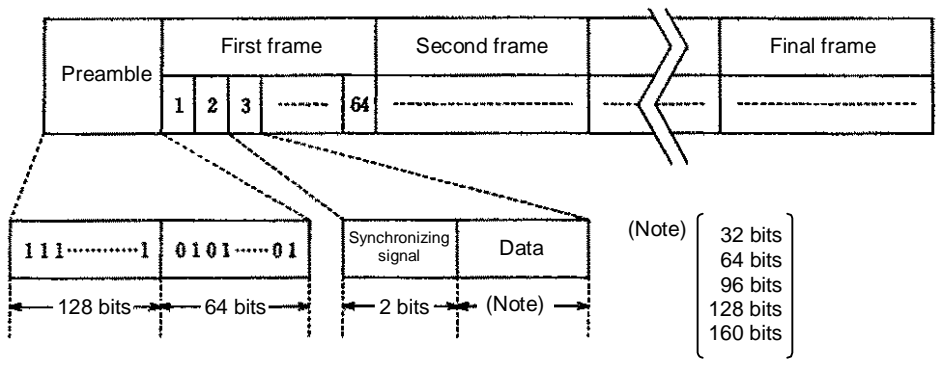 First frame Second frame Final frame
Preamble
1 2 3 ...... 64
111............1 0101......01 Synchronizing signal Data
128 bits 64 bits 2 bits (Note)
(Note) 32 bits
64 bits
96 bits
128 bits
160 bits